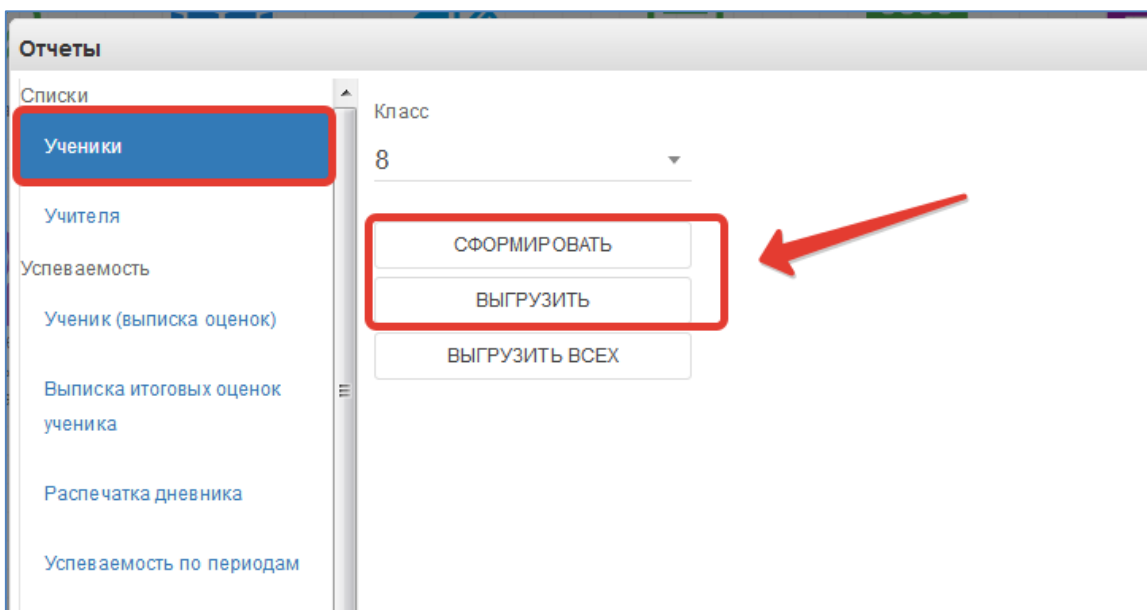 Отчеты
Списки
Ученики
Учителя
Успеваемость
Ученик (выписка оценок)
Выписка итоговых оценок
ученика
Распечатка дневника
Успеваемость по периодам
Класс
8
СФОРМИРОВАТЬ
ВЫГРУЗИТЬ
ВЫГРУЗИТЬ ВСЕХ